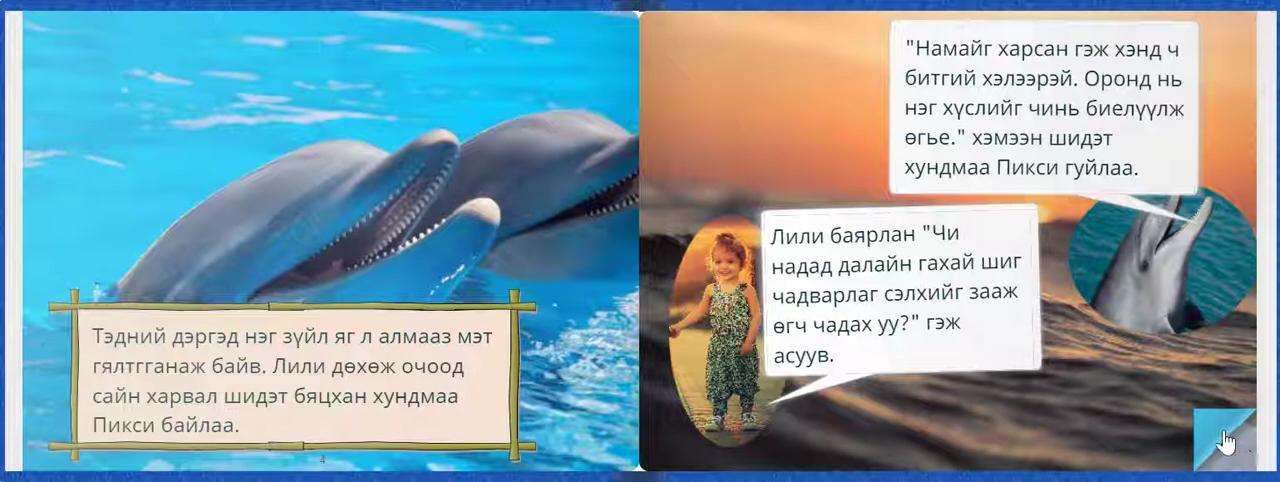 Тэдний дэргэд нэг зүйл яг л алмааз мэт
гялтгганаж байв. Лили дөхөж очоод
сайн харвал шидэт бяцхан хундмаа
Пикси байлаа.
4
"Намайг харсан гэж хэнд ч
битгий хэлээрэй. Оронд нь
нэг хүслийг чинь биелүүлж
өгье." хэмээн шидэт
хундмаа Пикси гуйлаа.
Лили баярлан "Чи
надад далайн гахай шиг
чадварлаг сэлхийг зааж
өгч чадах уу?" гэж
асуув.